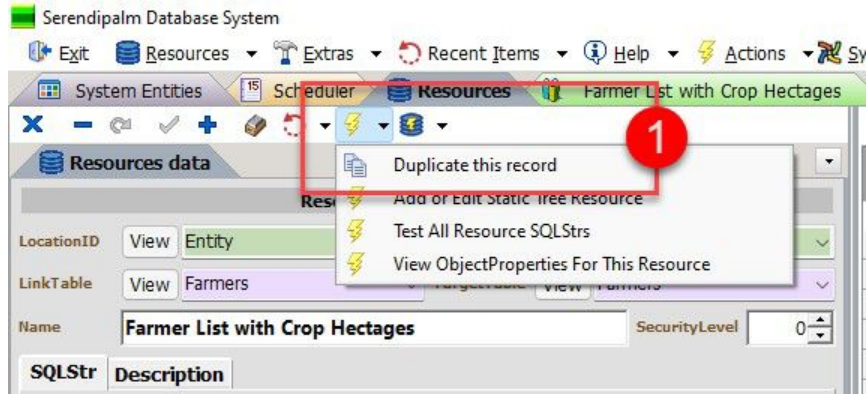 Serendipalm Database System
Exit Resources Extras Recent Items Help Actions Sy
System Entities 15 Scheduler Resources Farmer List with Crop Hectages
1
Resources data
Duplicate this record
Add or Edit Static Tree Resource
Test All Resource SQLStrs
View ObjectProperties For This Resource
LocationID View Entity
LinkTable View Farmers
Name Farmer List with Crop Hectages SecurityLevel 0
SQLStr Description